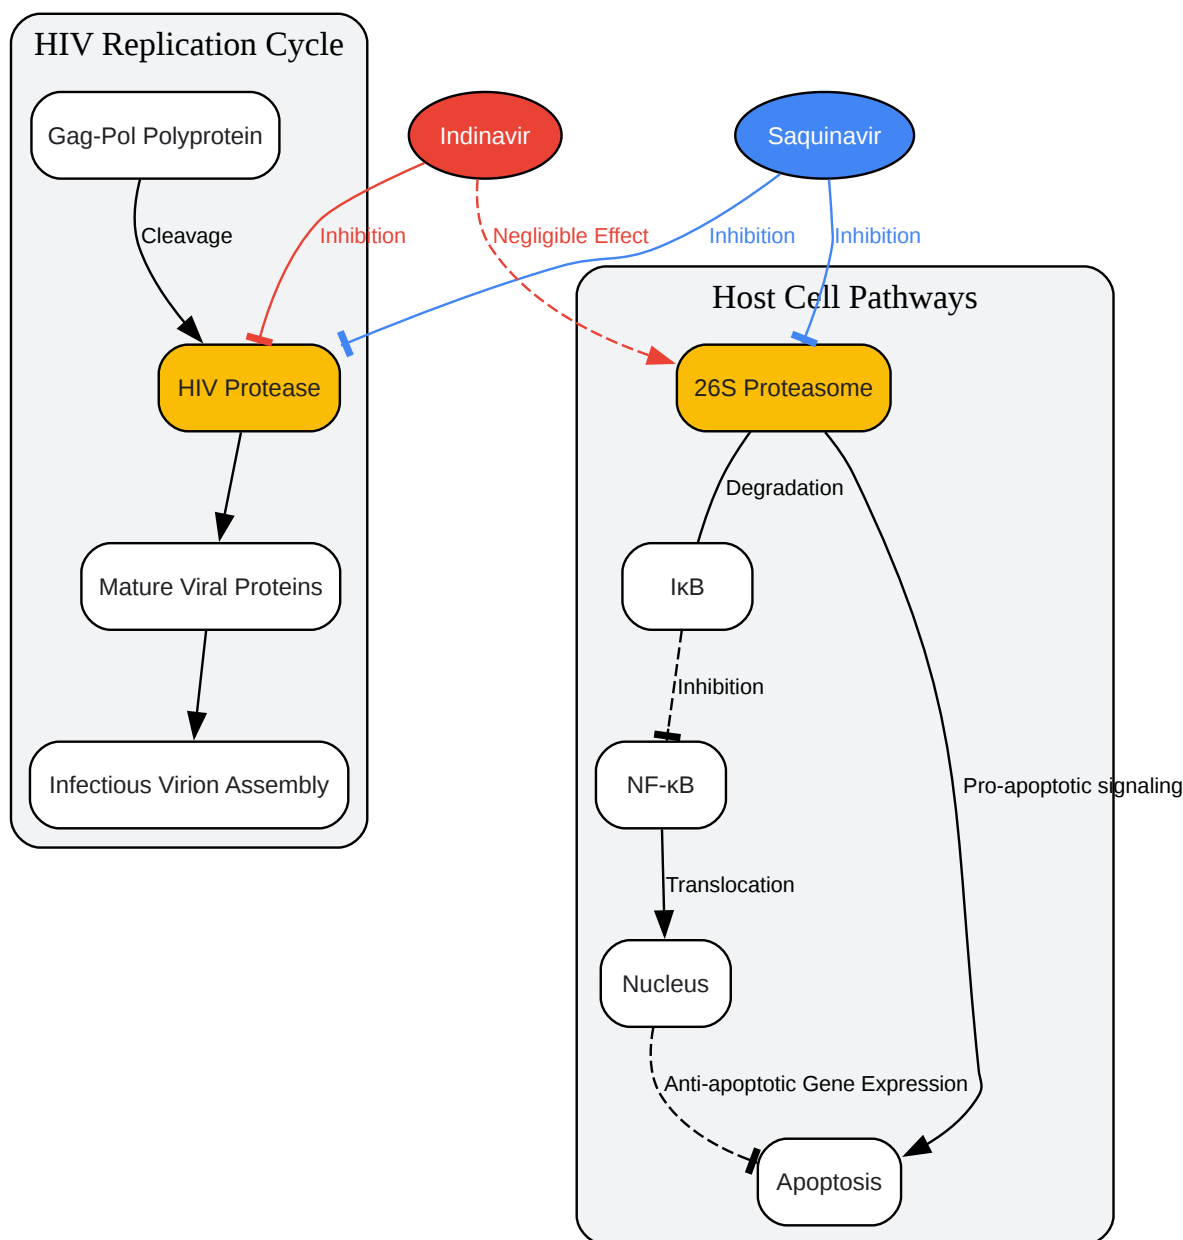 HIV Replication Cycle
Gag-Pol Polyprotein
Indinavir
Saquinavir
Cleavage
Inhibition
Negligible Effect
Inhibition
Inhibition
Host Cell Pathways
HIV Protease
26S Proteasome
Degradation
Mature Viral Proteins
IκB
Inhibition
Infectious Virion Assembly
NF-κB
Pro-apoptotic signaling
Translocation
Nucleus
Anti-apoptotic Gene Expression
Apoptosis